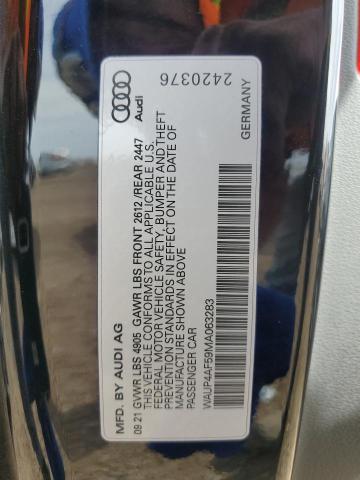 MFD. BY AUDI AG
09.21 GVWR LBS 4905 GAWR LBS FRONT 2612 /REAR 2447
THIS VEHICLE CONFORMS TO ALL APPLICABLE U.S.
FEDERAL MOTOR VEHICLE SAFETY, BUMPER AND THEFT
PREVENTION STANDARDS IN EFFECT ON THE DATE OF
MANUFACTURE SHOWN ABOVE
PASSENGER CAR
WAUP4AF59MA063283
GERMANY
Audi
2420376